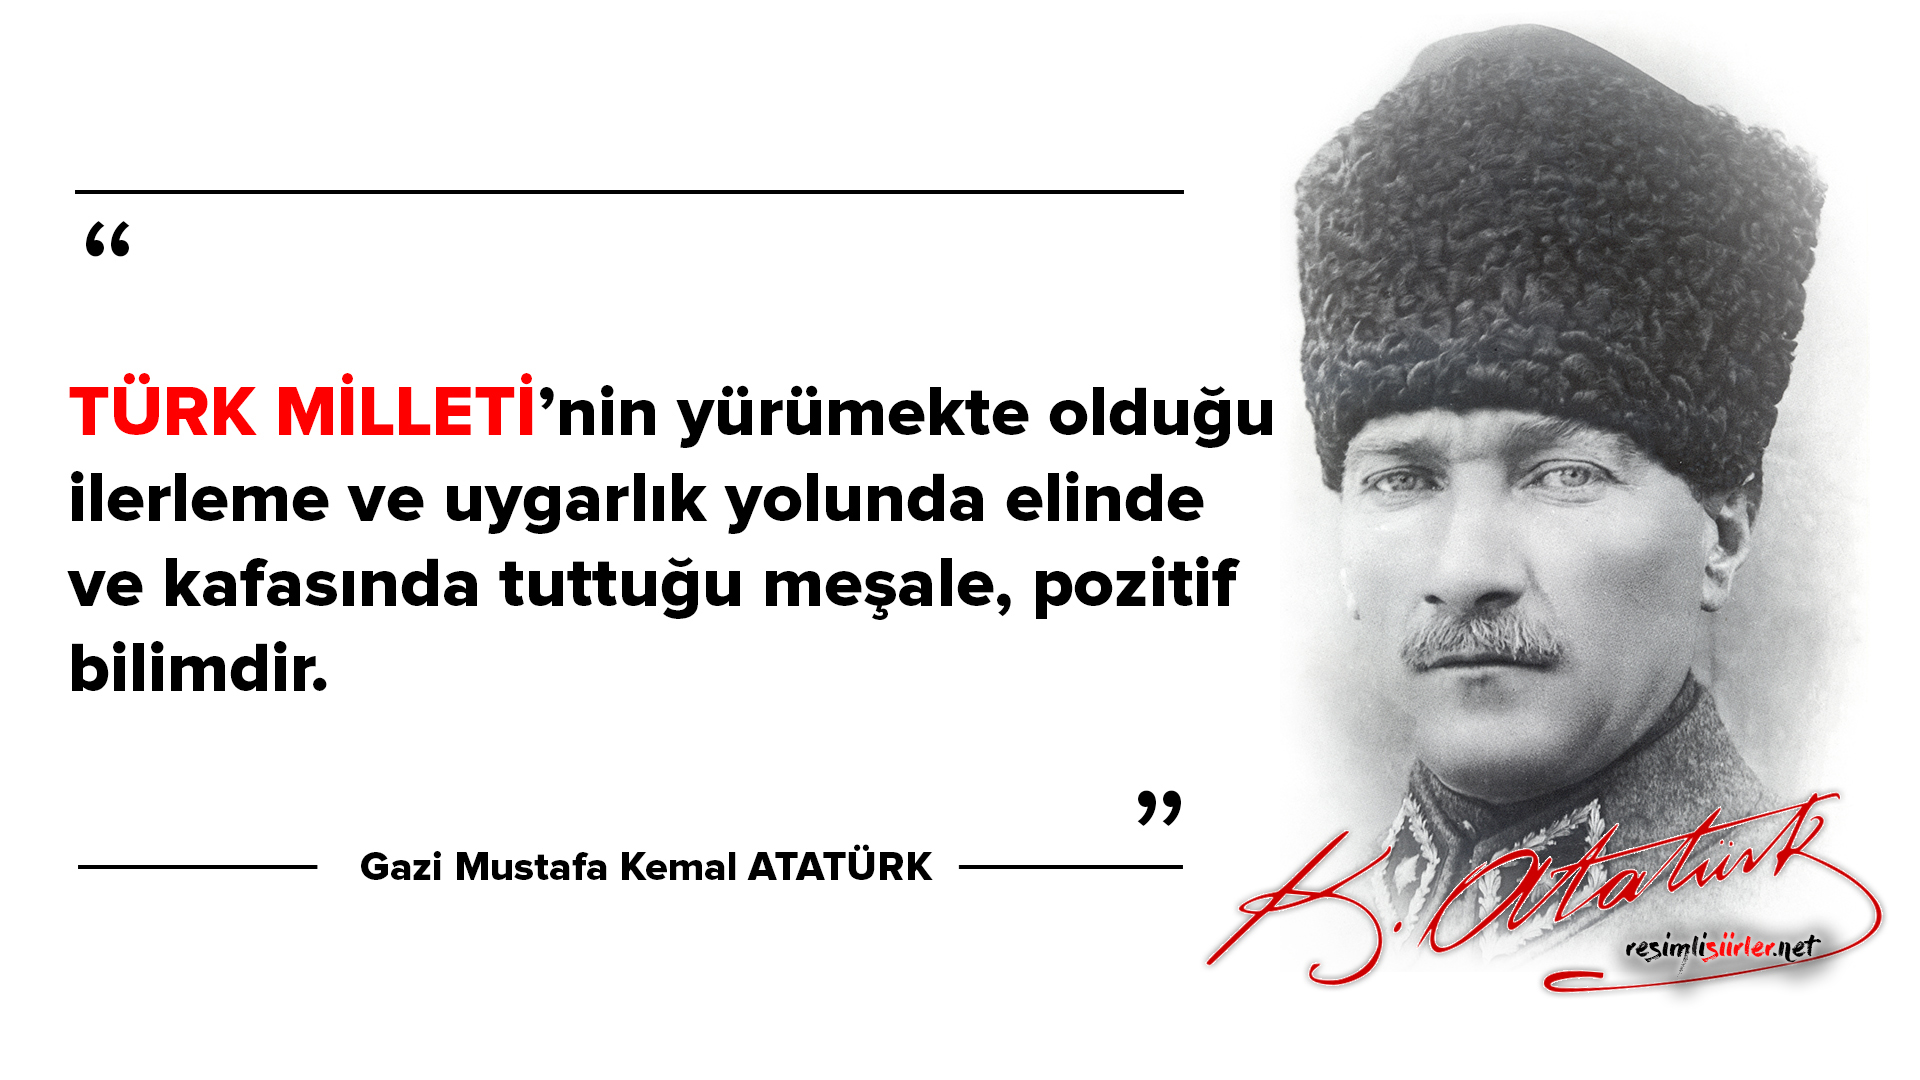 “
TÜRK MİLLETİ’nin yürümekte olduğu
ilerleme ve uygarlık yolunda elinde
ve kafasında tuttuğu meşale, pozitif
bilimdir.
”
Gazi Mustafa Kemal ATATÜRK
K. Atatürk
resimlisiirler.net